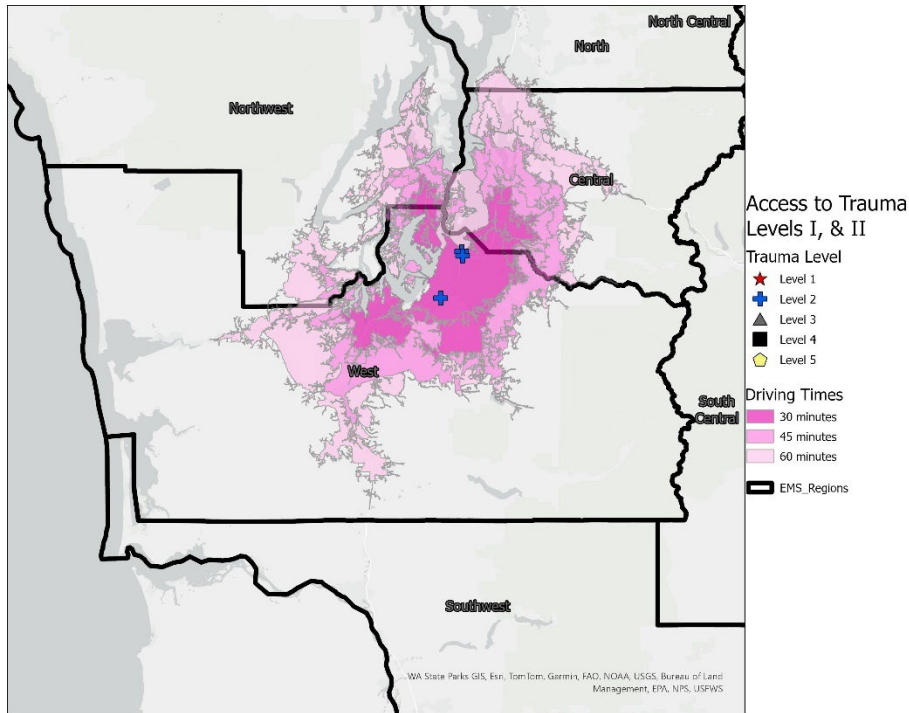 North Central
North
Northwest
Central
West
South
Central
Southwest
WA State Parks GIS, Esri, TomTom, Garmin, FAO, NOAA, USGS, Bureau of Land
Management, EPA, NPS, USFWS
Access to Trauma
Levels I, & II
Trauma Level
Level 1
Level 2
Level 3
Level 4
Level 5
Driving Times
30 minutes
45 minutes
60 minutes
EMS_Regions